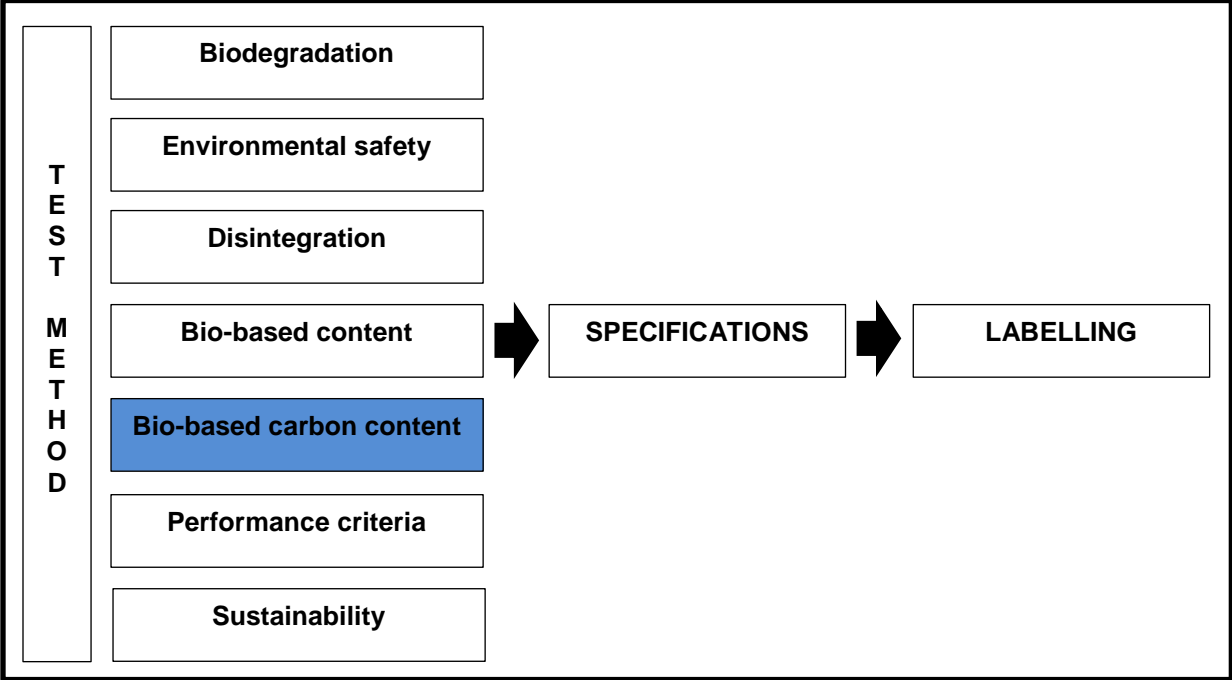 TEST METHOD
Biodegradation
Environmental safety
Disintegration
Bio-based content
SPECIFICATIONS
LABELLING
Bio-based carbon content
Performance criteria
Sustainability